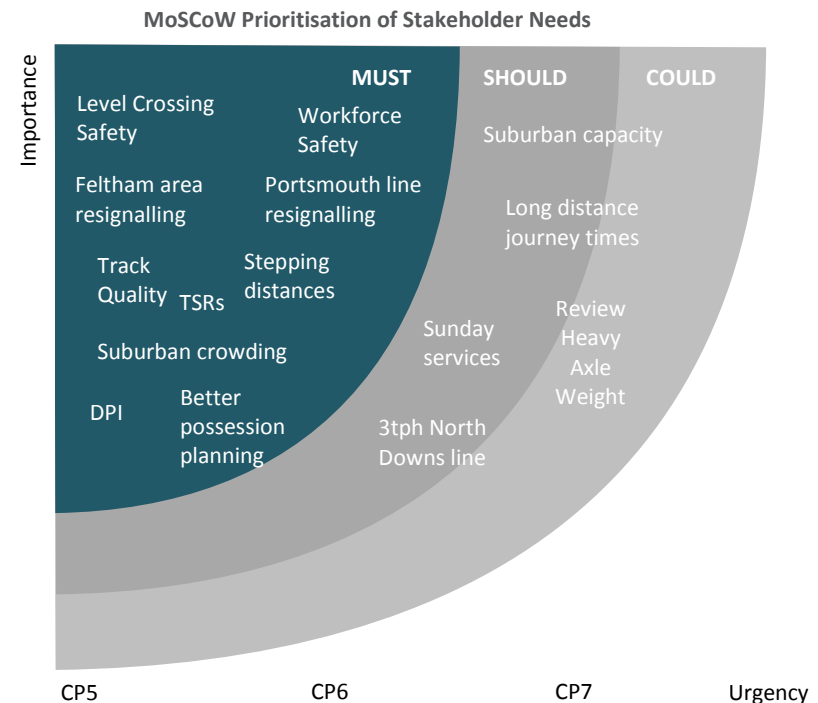 MoSCoW Prioritisation of Stakeholder Needs
Importance
MUST
SHOULD
COULD
Level Crossing
Safety
Workforce
Safety
Suburban capacity
Feltham area
resignalling
Portsmouth line
resignalling
Long distance
journey times
Track
Quality
TSRs
Stepping
distances
Review
Heavy
Axle
Weight
Sunday
services
Suburban crowding
DPI
Better
possession
planning
3tph North
Downs line
CP5
CP6
CP7
Urgency